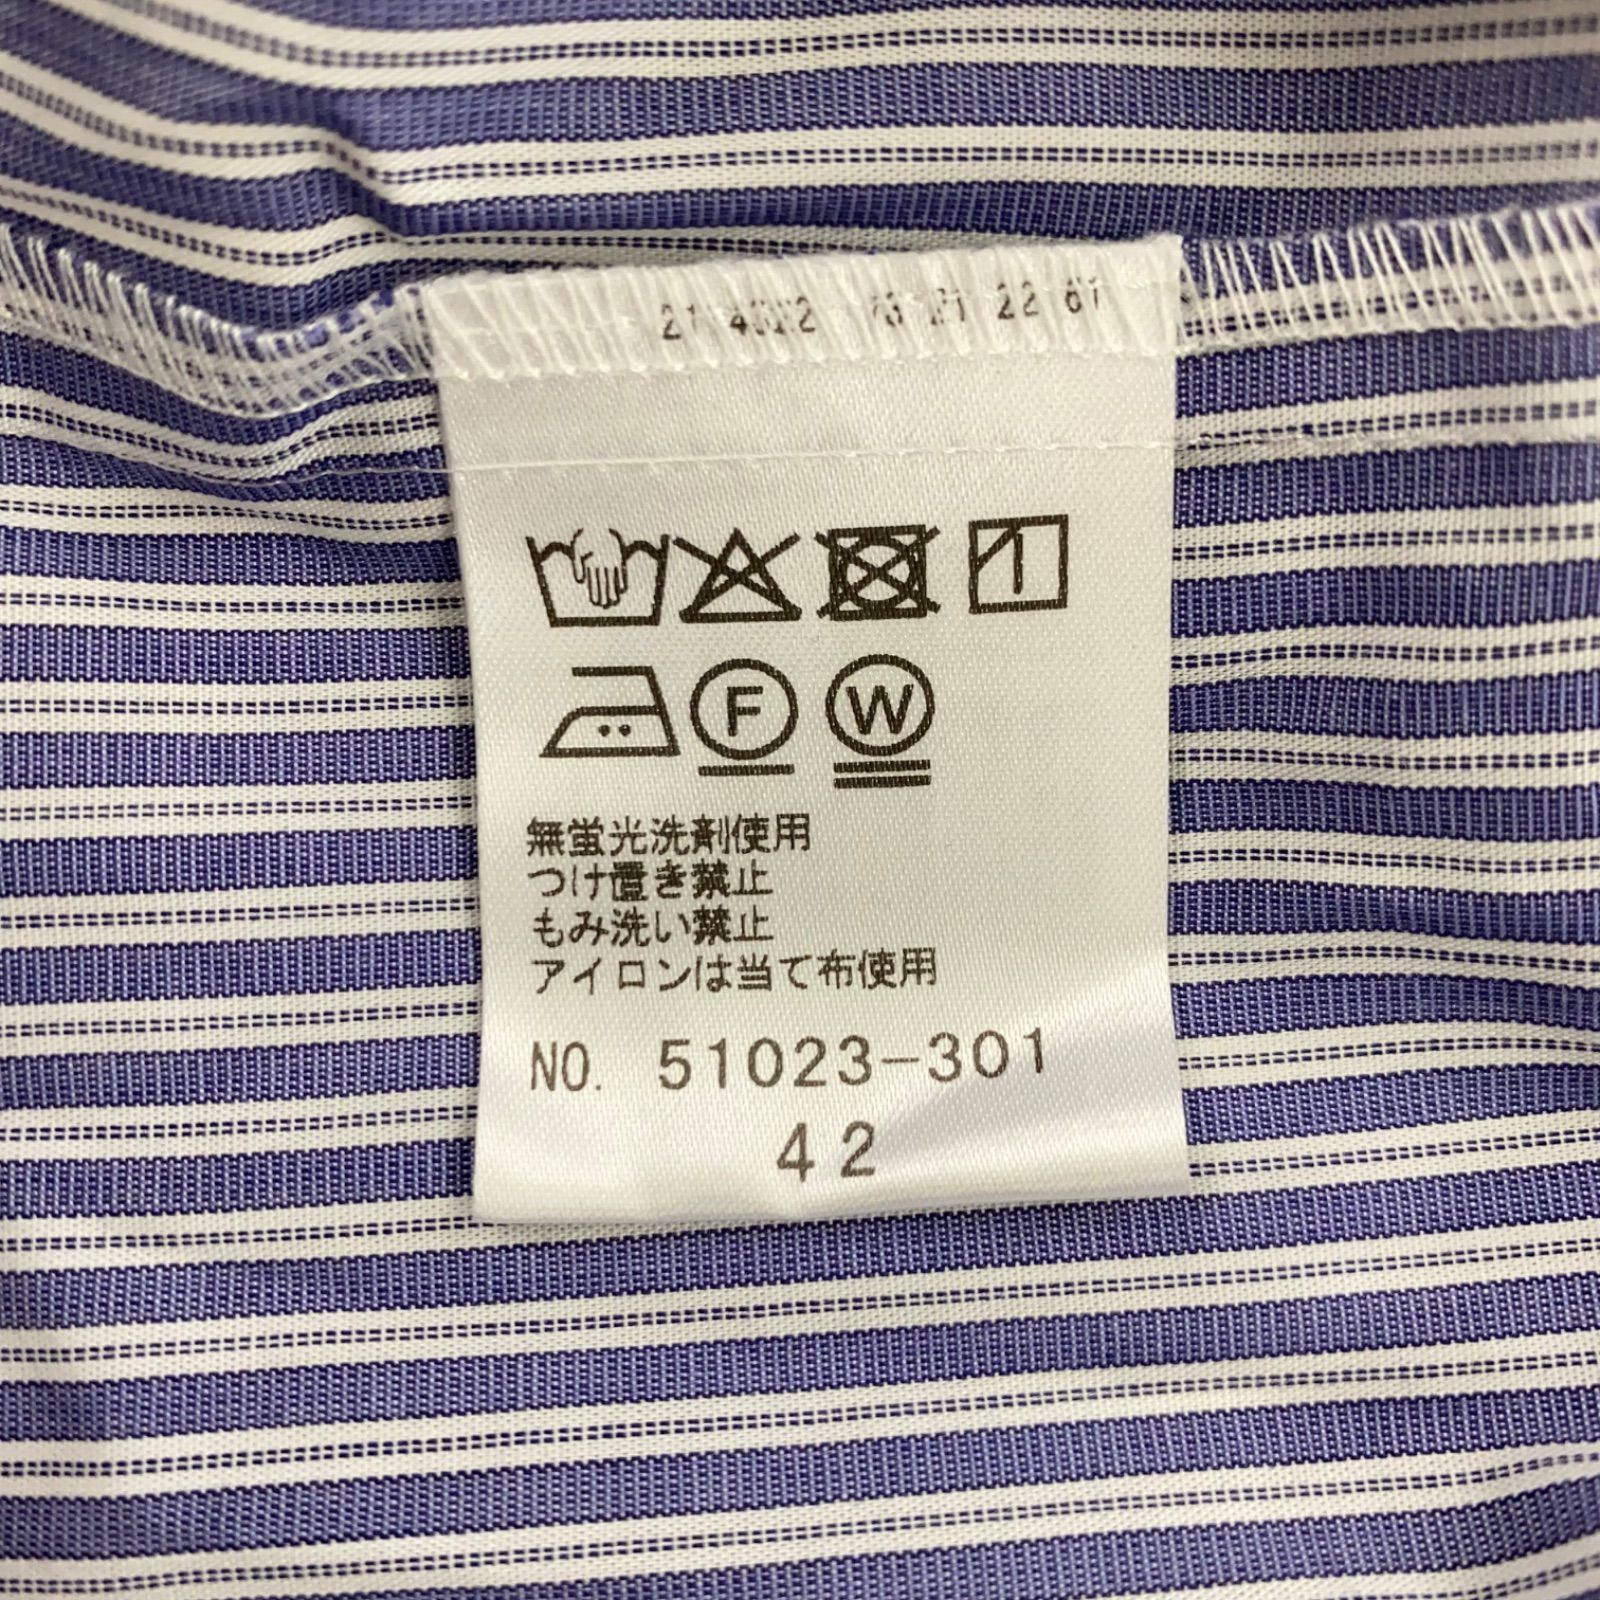 F W
無蛍光洗剤使用
つけ置き禁止
もみ洗い禁止
アイロンは当て布使用
NO. 51023-301
42